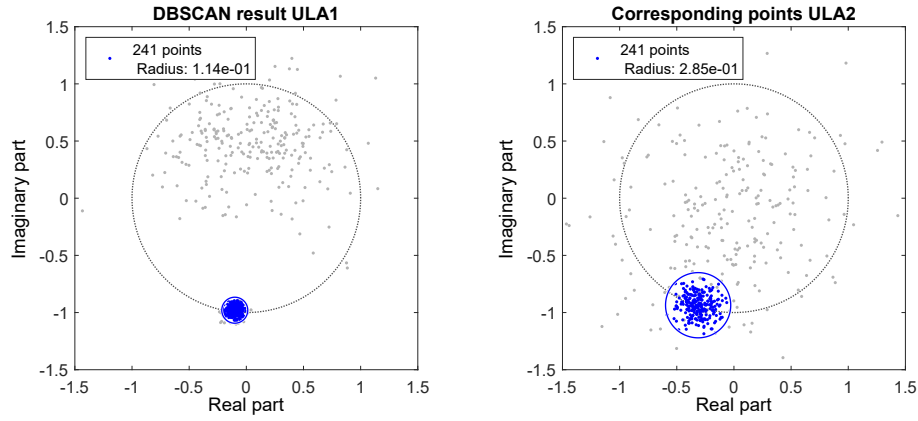 DBSCAN result ULA1
1.5
1
0.5
0
-0.5
-1
-1.5
Imaginary part
241 points
Radius: 1.14e-01
-1.5 -1 -0.5 0 0.5 1 1.5
Real part
Corresponding points ULA2
1.5
1
0.5
0
-0.5
-1
-1.5
Imaginary part
241 points
Radius: 2.85e-01
-1.5 -1 -0.5 0 0.5 1 1.5
Real part